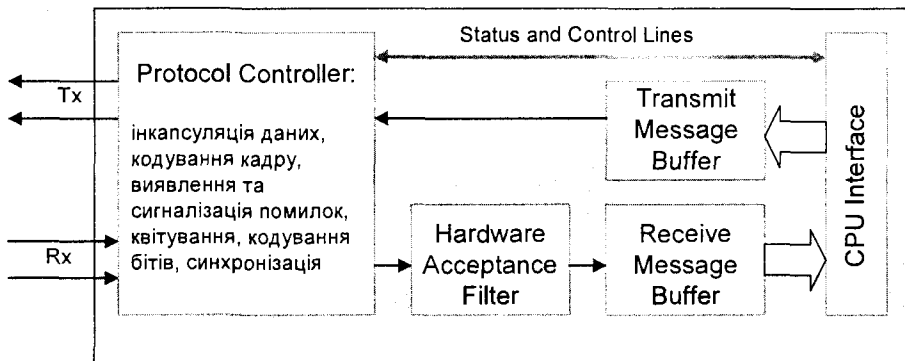 Status and Control Lines
Protocol Controller:
Tx
Transmit
Message
Buffer
інкапсуляція даних,
кодування кадру,
виявлення та
сигналізація помилок,
квітування, кодування
бітів, синхронізація
Rx
Hardware
Acceptance
Filter
Receive
Message
Buffer
CPU Interface